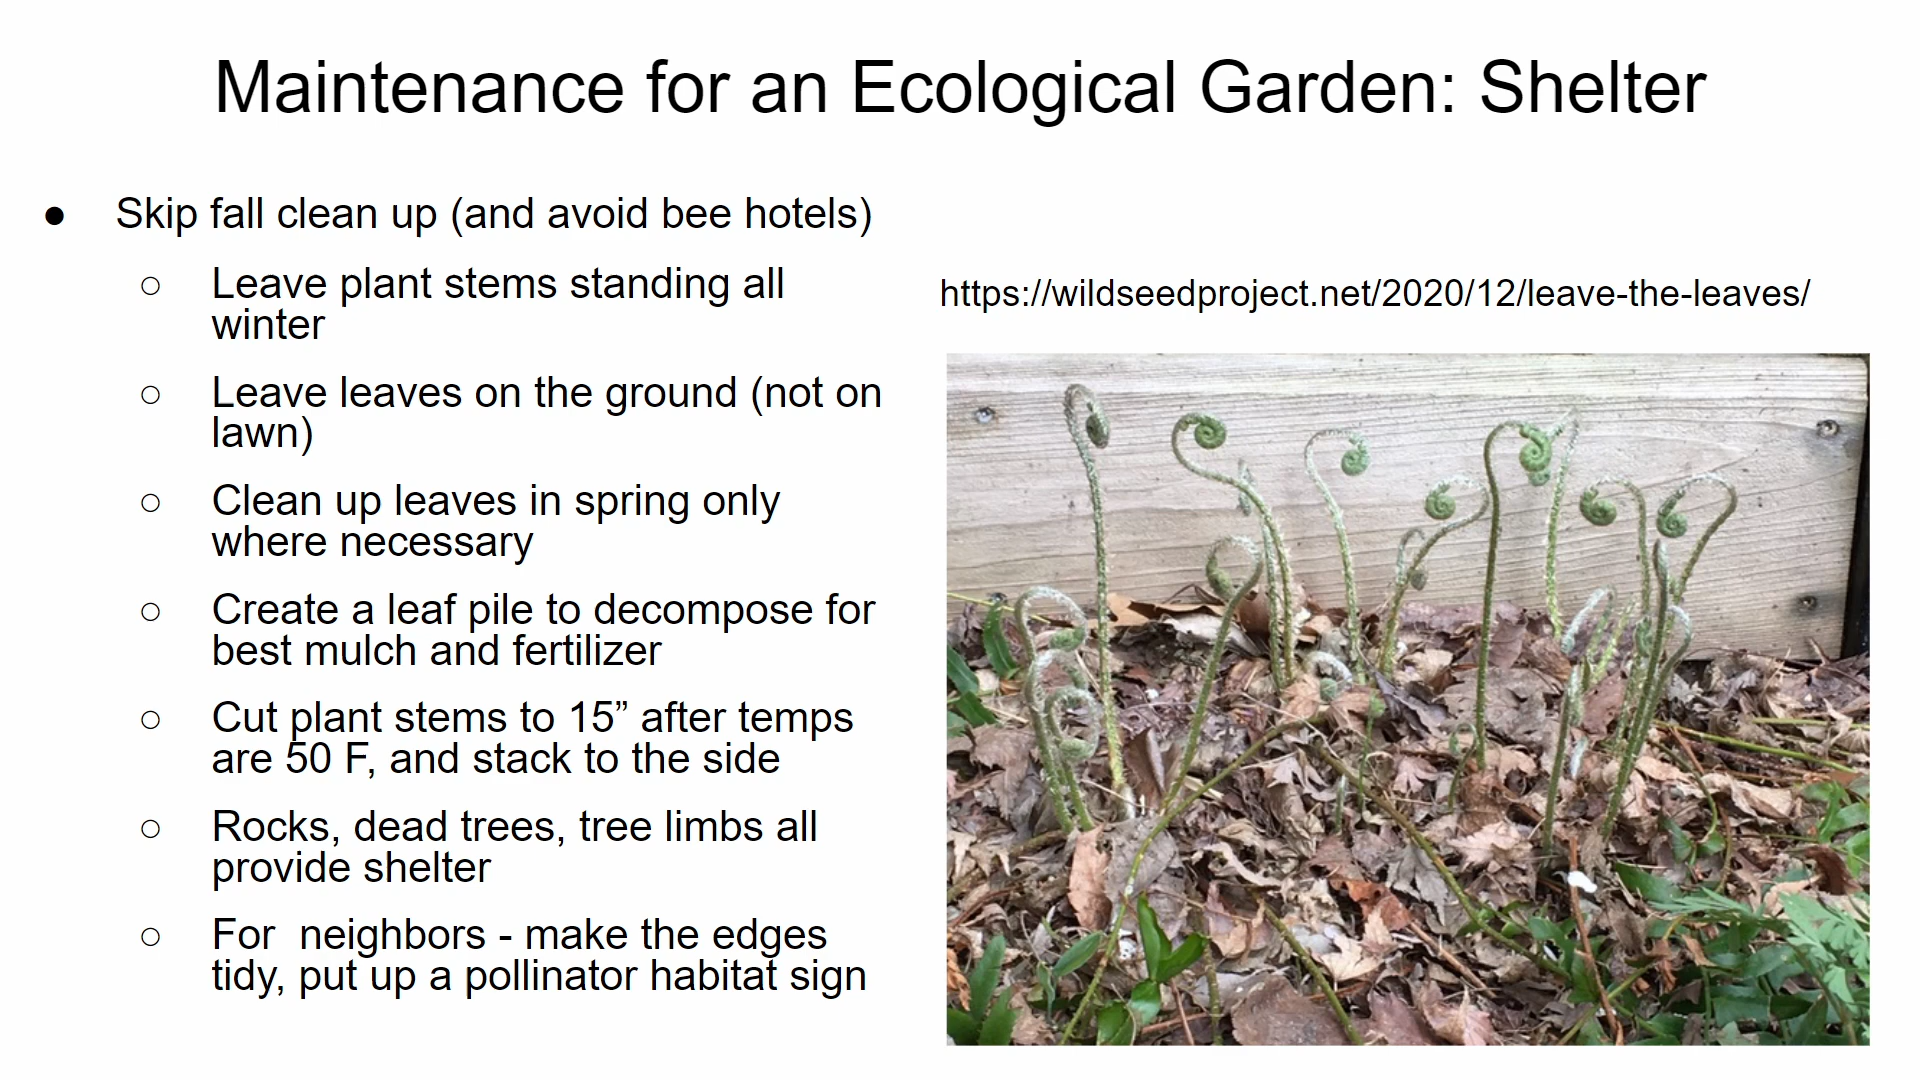 Maintenance for an Ecological Garden: Shelter
● Skip fall clean up (and avoid bee hotels)
○ Leave plant stems standing all
winter
○ Leave leaves on the ground (not on
lawn)
○ Clean up leaves in spring only
where necessary
○ Create a leaf pile to decompose for
best mulch and fertilizer
○ Cut plant stems to 15” after temps
are 50 F, and stack to the side
○ Rocks, dead trees, tree limbs all
provide shelter
○ For  neighbors - make the edges
tidy, put up a pollinator habitat sign
https://wildseedproject.net/2020/12/leave-the-leaves/